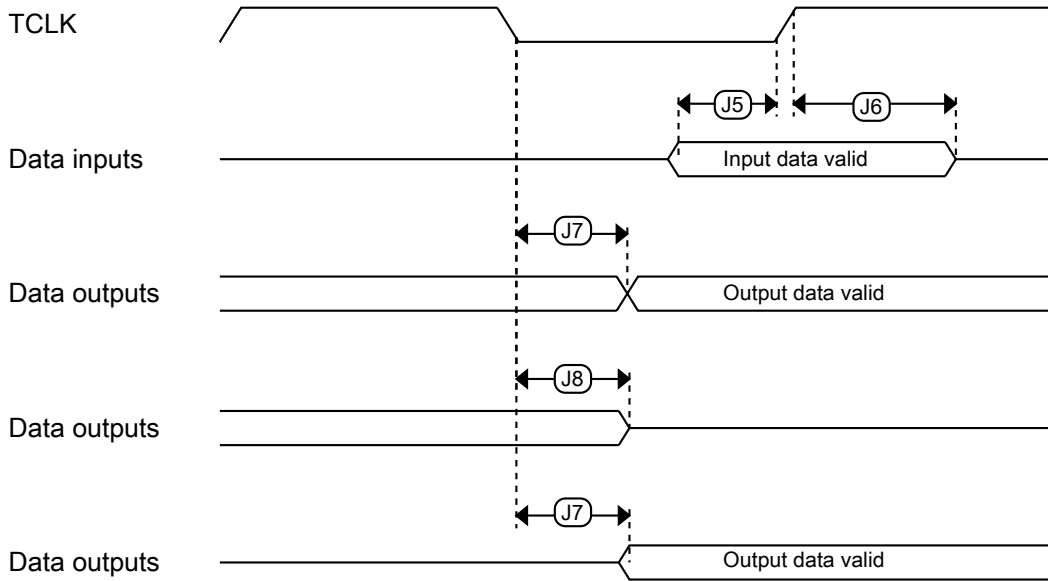 TCLK
J5
J6
Data inputs
Input data valid
J7
Data outputs
Output data valid
J8
Data outputs
J7
Data outputs
Output data valid